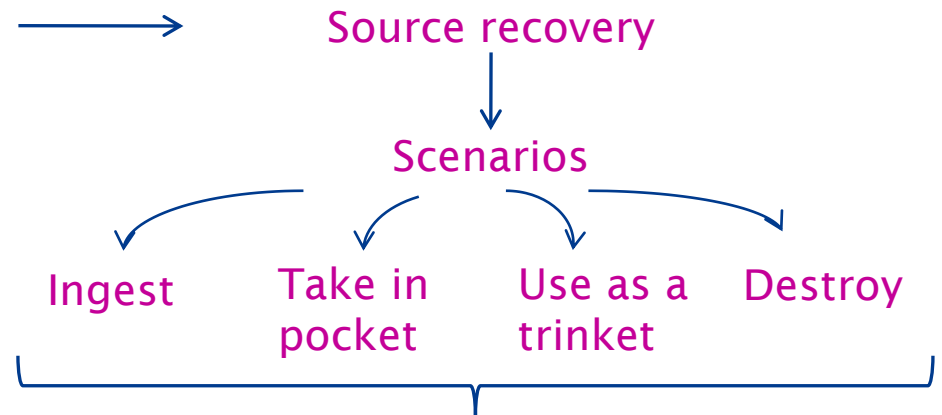 Source recovery
Scenarios
Ingest
Take in
pocket
Use as a
trinket
Destroy